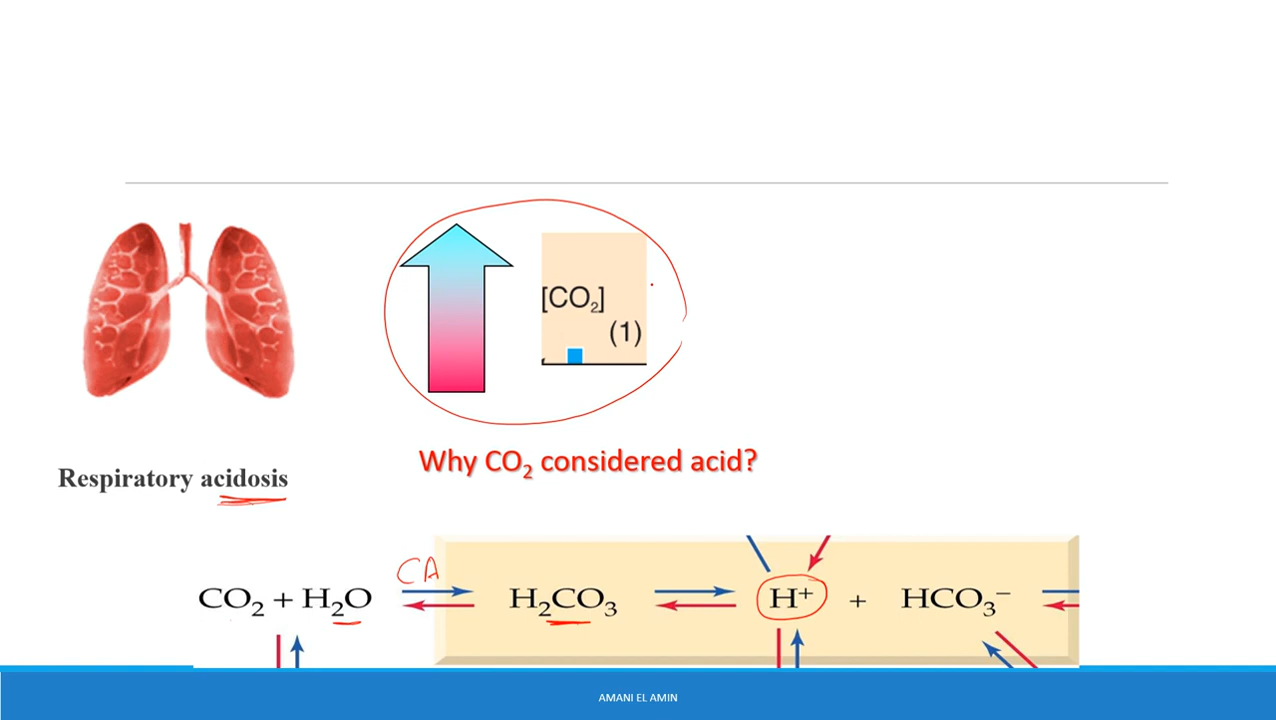 [CO₂]
(1)
Why CO₂ considered acid?
Respiratory acidosis
CA
CO₂ + H₂O H₂CO₃ H⁺ + HCO₃⁻
AMANI EL AMIN